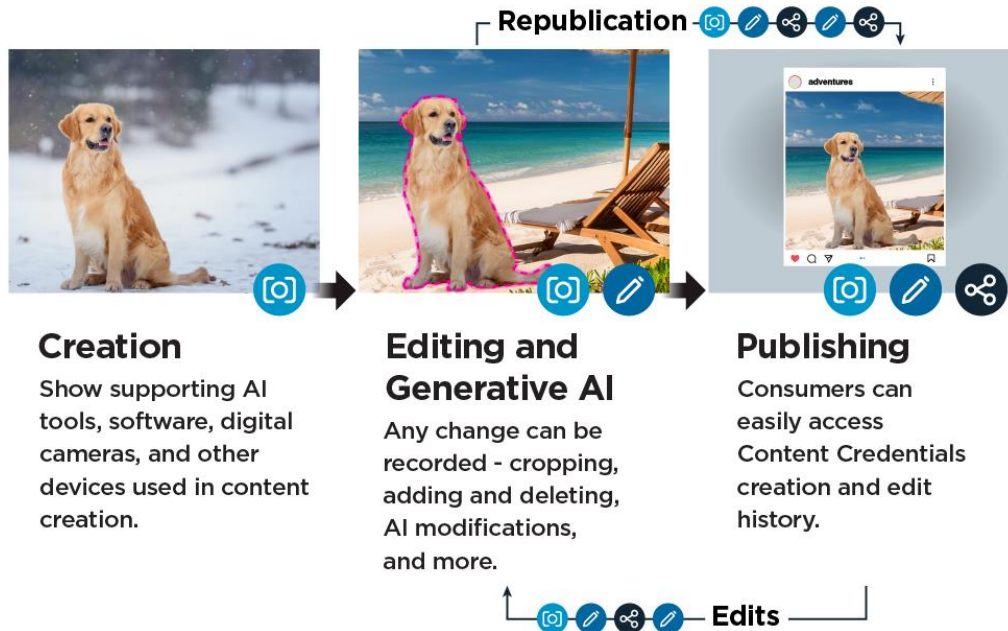 Republication
adventures
Creation
Show supporting AI
tools, software, digital
cameras, and other
devices used in content
creation.
Editing and
Generative AI
Any change can be
recorded - cropping,
adding and deleting,
AI modifications,
and more.
Publishing
Consumers can
easily access
Content Credentials
creation and edit
history.
Edits